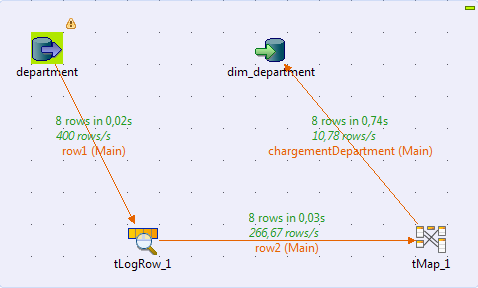 department
dim_department
8 rows in 0,02s
400 rows/s
row1 (Main)
8 rows in 0,74s
10,78 rows/s
chargementDepartment (Main)
8 rows in 0,03s
266,67 rows/s
row2 (Main)
tLogRow_1
tMap_1